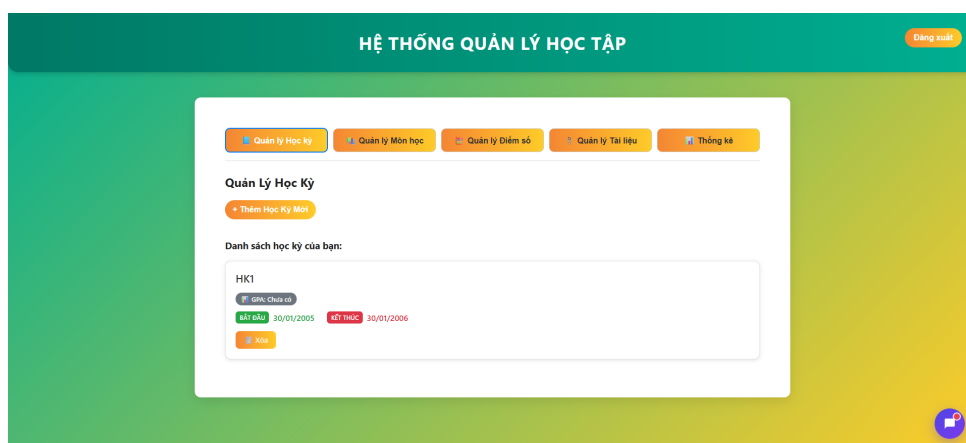 HỆ THỐNG QUẢN LÝ HỌC TẬP
Đăng xuất
Quản lý Học kỳ
Quản lý Môn học
Quản lý Điểm số
Quản lý Tài liệu
Thống kê
Quản Lý Học Kỳ
+ Thêm Học Kỳ Mới
Danh sách học kỳ của bạn:
HK1
GPA: Chưa có
BẮT ĐẦU 30/01/2005 KẾT THÚC 30/01/2006
Xóa